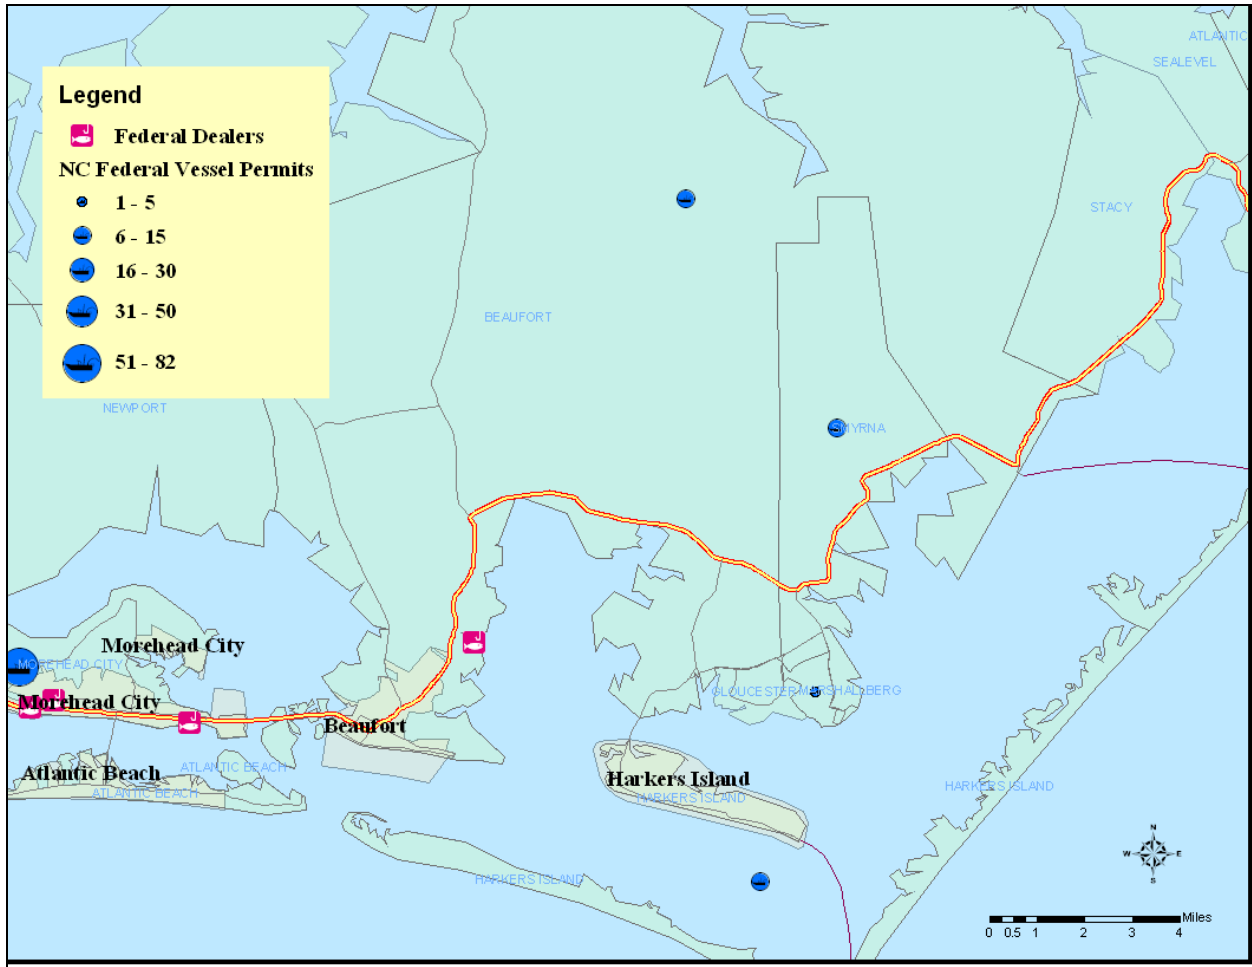 ATLANTIC
SEALEVEL
Legend
Federal Dealers
NC Federal Vessel Permits
1 - 5
6 - 15
16 - 30
31 - 50
51 - 82
STACY
BEAUFORT
NEWPORT
SMYRNA
Morehead City
MOREHEAD CITY
Morehead City
GLOUCESTER
MARSHALLBERG
Beaufort
ATLANTIC BEACH
Atlantic Beach
ATLANTIC BEACH
Harkers Island
HARKERS ISLAND
HARKERS ISLAND
HARKERS ISLAND
N
W E
S
Miles
0 0.5 1 2 3 4